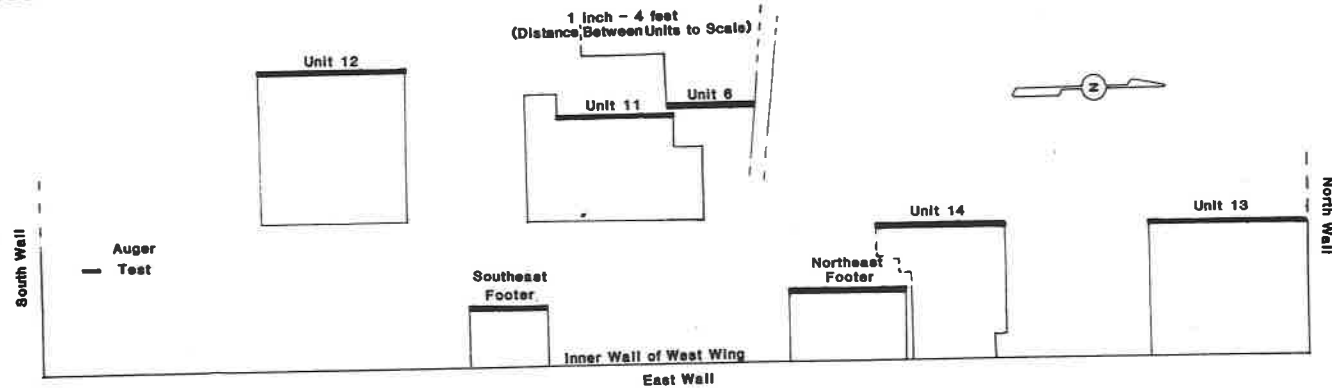 1 inch - 4 feet
(Distance Between Units to Scale)
Unit 12
Unit 11
Unit 6
N
Unit 14
Unit 13
South Wall
North Wall
Auger
Test
Southeast
Footer
Northeast
Footer
Inner Wall of West Wing
East Wall